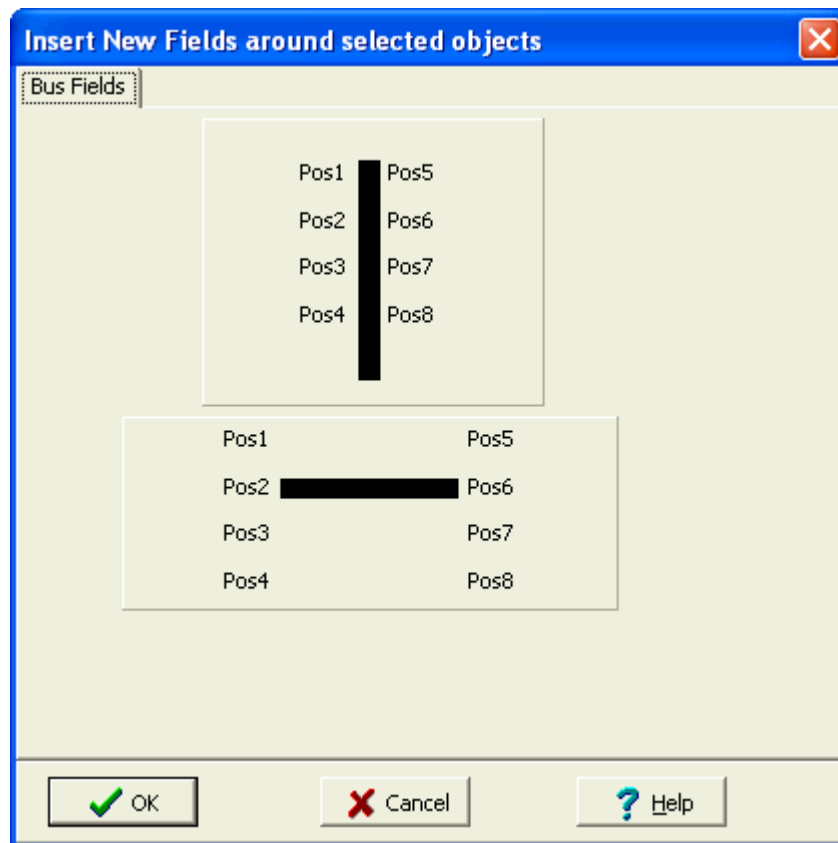 Insert New Fields around selected objects
Bus Fields
Pos1 Pos5
Pos2 Pos6
Pos3 Pos7
Pos4 Pos8
Pos1 Pos5
Pos2 Pos6
Pos3 Pos7
Pos4 Pos8
OK Cancel Help